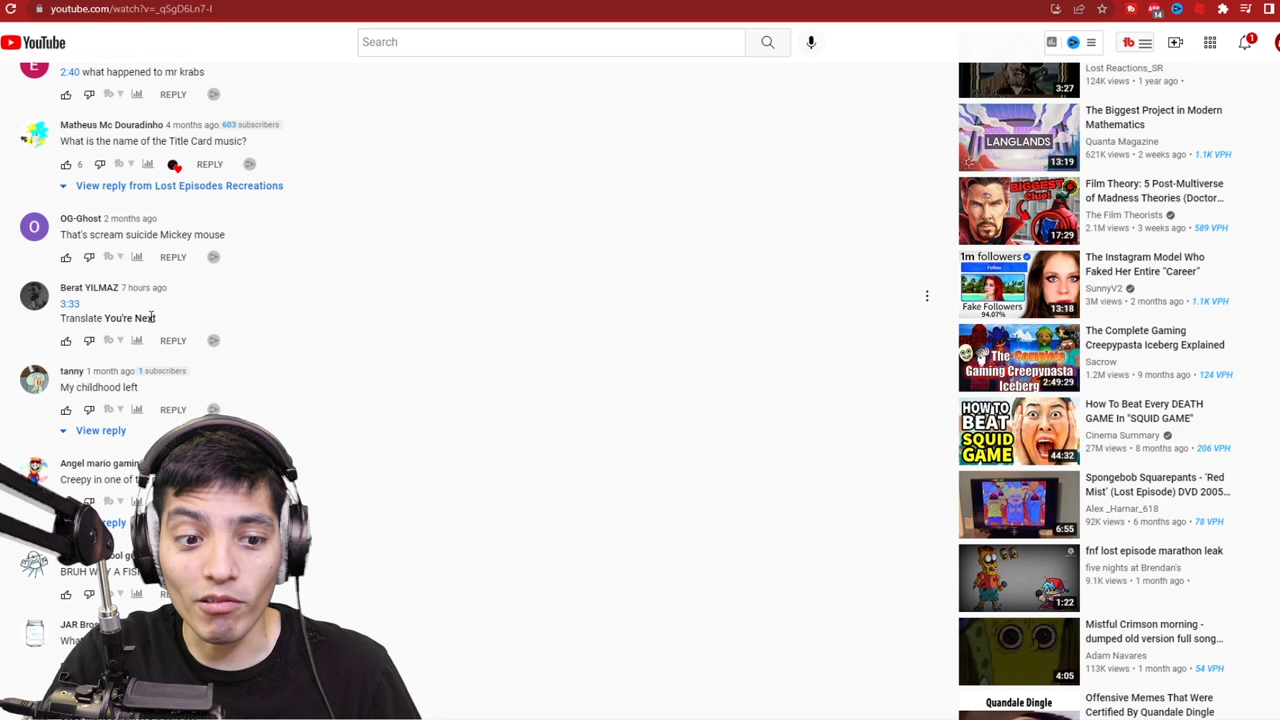 youtube.com/watch?v=_qSgD6Ln7-I
14
YouTube
Search
1
E
2:40 what happened to mr krabs
REPLY
Matheus Mc Douradinho 4 months ago 603 subscribers
What is the name of the Title Card music?
6 REPLY
View reply from Lost Episodes Recreations
O
OG-Ghost 2 months ago
That's scream suicide Mickey mouse
REPLY
Berat YILMAZ 7 hours ago
3:33
Translate You're Next
REPLY
tanny 1 month ago 1 subscribers
My childhood left
REPLY
View reply
Angel mario gamin
Creepy in one of t
reply
BRUH W Y A FIS
JAR Bros
Lost Reactions_SR
124K views • 1 year ago •
3:27
The Biggest Project in Modern
Mathematics
Quanta Magazine
621K views • 2 weeks ago • 1.1K VPH
LANGLANDS
13:19
Film Theory: 5 Post-Multiverse
of Madness Theories (Doctor...
The Film Theorists
2.1M views • 3 weeks ago • 589 VPH
BIGGEST
Clue!
17:29
The Instagram Model Who
Faked Her Entire "Career"
SunnyV2
3M views • 2 months ago • 1.1K VPH
1m followers
Follow
Fake Followers
94.07%
13:18
The Complete Gaming
Creepypasta Iceberg Explained
Sacrow
1.2M views • 9 months ago • 124 VPH
The Complete
Gaming Creepypasta
Iceberg
2:49:29
How To Beat Every DEATH
GAME In "SQUID GAME"
Cinema Summary
27M views • 8 months ago • 206 VPH
HOW TO
BEAT
SQUID
GAME
44:32
Spongebob Squarepants - 'Red
Mist' (Lost Episode) DVD 2005...
Alex _Harnar_618
92K views • 6 months ago • 78 VPH
6:55
fnf lost episode marathon leak
five nights at Brendan's
9.1K views • 1 month ago •
1:22
Mistful Crimson morning -
dumped old version full song...
Adam Navares
113K views • 1 month ago • 54 VPH
4:05
Offensive Memes That Were
Certified By Quandale Dingle
Quandale Dingle